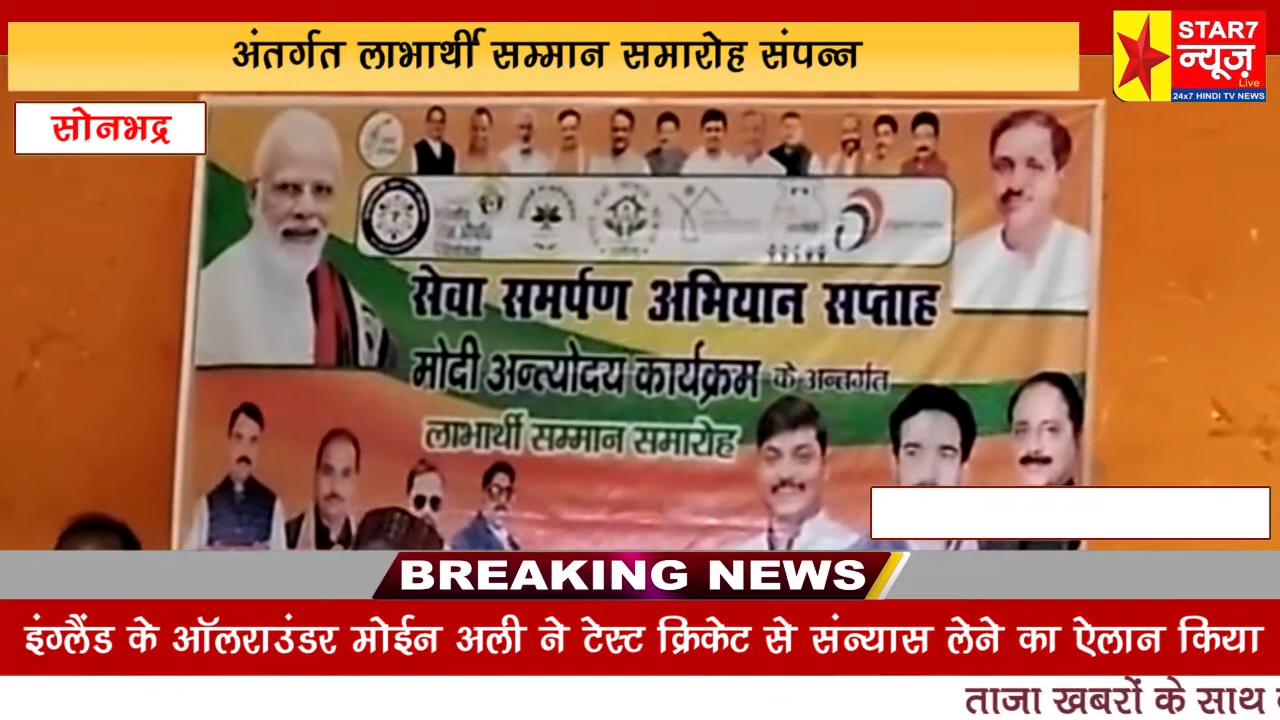 अंतर्गत लाभार्थी सम्मान समारोह संपन्न
STAR7
न्यूज़
Live
24x7 HINDI TV NEWS
सोनभद्र
सेवा समर्पण अभियान सप्ताह
मोदी अन्त्योदय कार्यक्रम के अन्तर्गत
लाभार्थी सम्मान समारोह
BREAKING NEWS
इंग्लैंड के ऑलराउंडर मोईन अली ने टेस्ट क्रिकेट से संन्यास लेने का ऐलान किया
ताजा खबरों के साथ